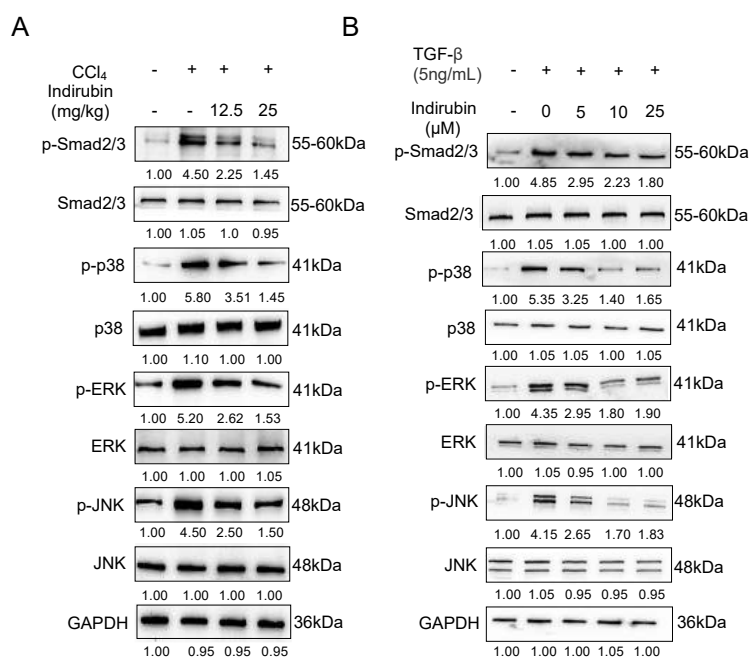 A
CCl₄ - + + +
Indirubin
(mg/kg) - - 12.5 25
p-Smad2/3 55-60kDa
1.00 4.50 2.25 1.45
Smad2/3 55-60kDa
1.00 1.05 1.0 0.95
p-p38 41kDa
1.00 5.80 3.51 1.45
p38 41kDa
1.00 1.10 1.00 1.00
p-ERK 41kDa
1.00 5.20 2.62 1.53
ERK 41kDa
1.00 1.00 1.00 1.05
p-JNK 48kDa
1.00 4.50 2.50 1.50
JNK 48kDa
1.00 1.00 1.00 1.00
GAPDH 36kDa
1.00 0.95 0.95 0.95
B
TGF-β
(5ng/mL) - + + + +
Indirubin - 0 5 10 25
(μM)
p-Smad2/3 55-60kDa
1.00 4.85 2.95 2.23 1.80
Smad2/3 55-60kDa
1.00 1.05 1.05 1.00 1.00
p-p38 41kDa
1.00 5.35 3.25 1.40 1.65
p38 41kDa
1.00 1.05 1.05 1.00 1.05
p-ERK 41kDa
1.00 4.35 2.95 1.80 1.90
ERK 41kDa
1.00 1.05 0.95 1.00 1.00
p-JNK 48kDa
1.00 4.15 2.65 1.70 1.83
JNK 48kDa
1.00 1.05 0.95 0.95 0.95
GAPDH 36kDa
1.00 1.00 1.00 1.05 1.00